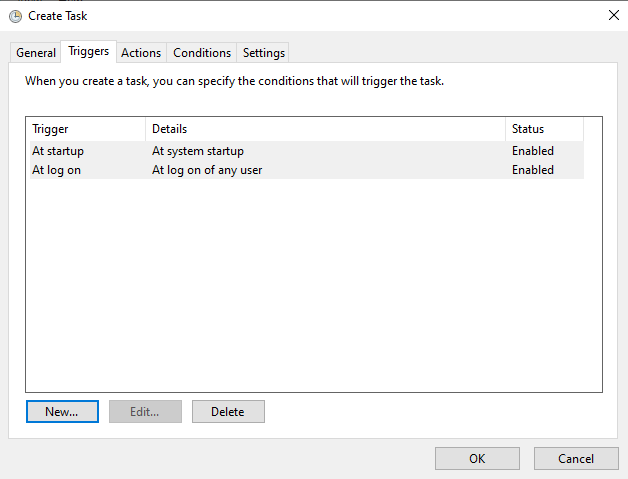 Create Task
General Triggers Actions Conditions Settings
When you create a task, you can specify the conditions that will trigger the task.
Trigger Details Status
At startup At system startup Enabled
At log on At log on of any user Enabled
New... Edit... Delete
OK Cancel